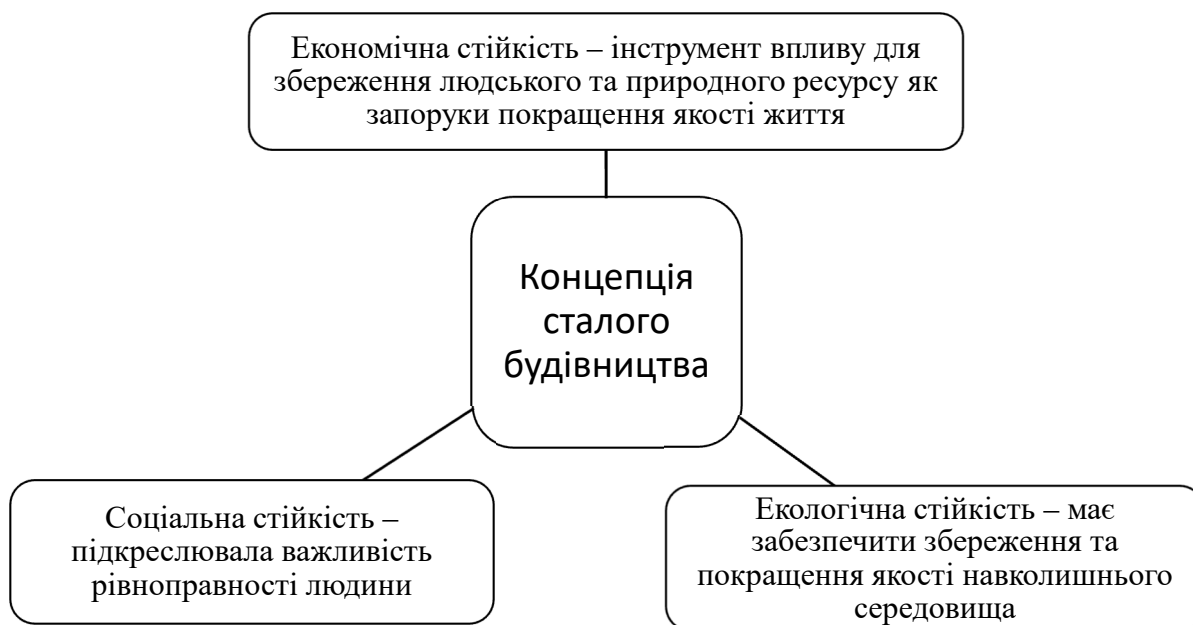 Економічна стійкість – інструмент впливу для
збереження людського та природного ресурсу як
запоруки покращення якості життя
Концепція
сталого
будівництва
Соціальна стійкість –
підкреслювала важливість
рівноправності людини
Екологічна стійкість – має
забезпечити збереження та
покращення якості навколишнього
середовища